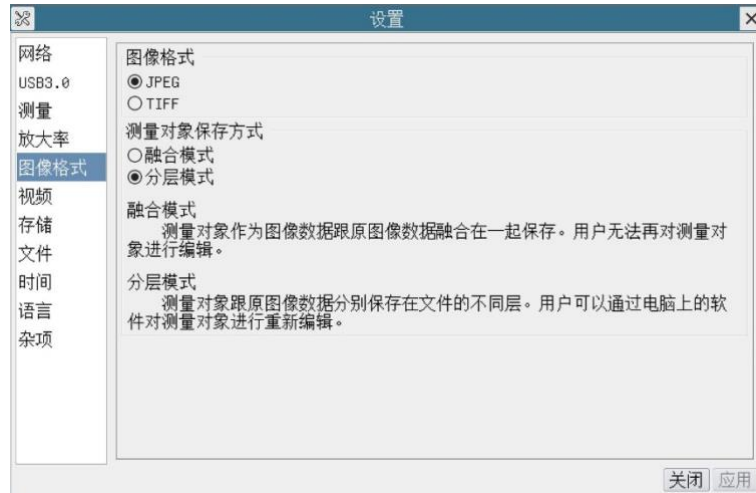 设置
网络
USB3.0
测量
放大率
图像格式
视频
存储
文件
时间
语言
杂项
图像格式
JPEG
TIFF
测量对象保存方式
融合模式
分层模式
融合模式
测量对象作为图像数据跟原图像数据融合在一起保存。用户无法再对测量对
象进行编辑。
分层模式
测量对象跟原图像数据分别保存在文件的不同层。用户可以通过电脑上的软
件对测量对象进行重新编辑。
关闭 应用